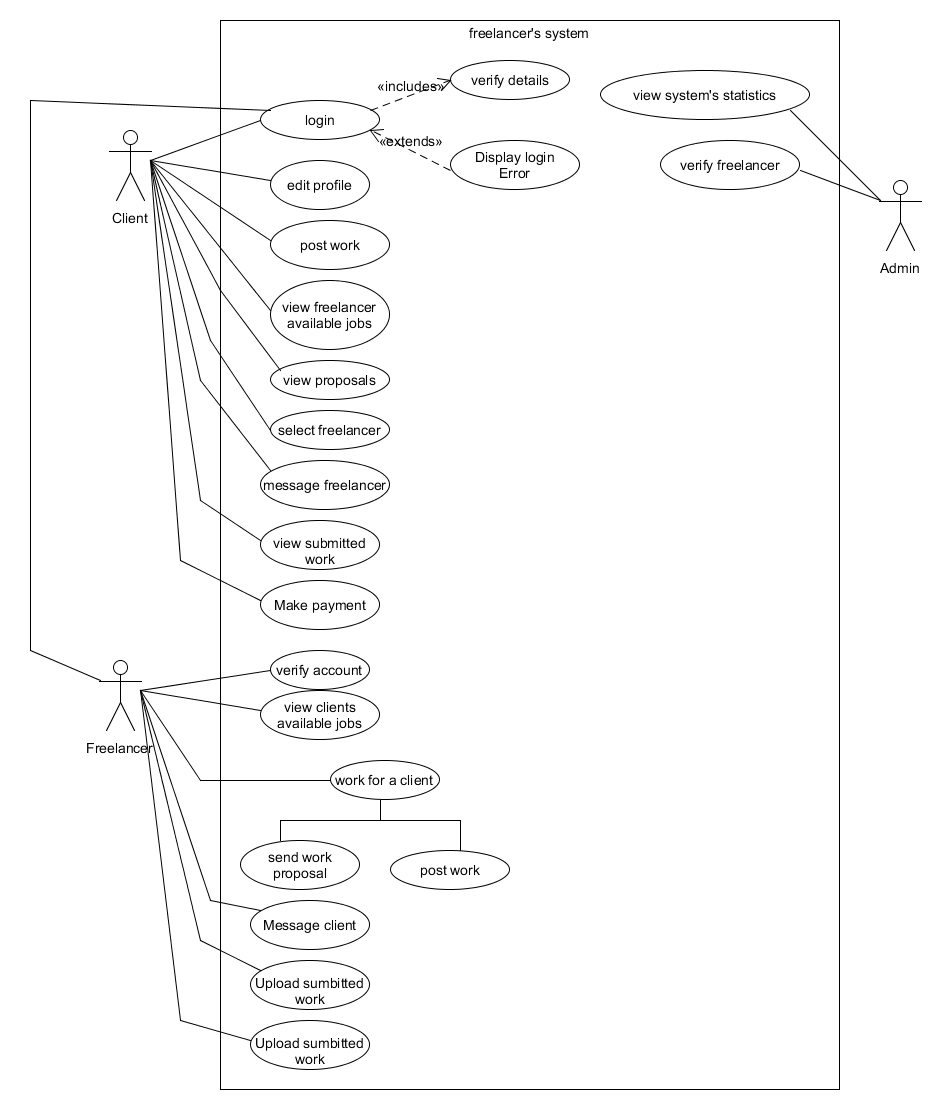 freelancer's system
verify details
«includes»
view system's statistics
login
«extends»
Display login
Error
verify freelancer
edit profile
Client
post work
Admin
view freelancer
available jobs
view proposals
select freelancer
message freelancer
view submitted
work
Make payment
verify account
view clients
available jobs
Freelancer
work for a client
send work
proposal
post work
Message client
Upload sumbitted
work
Upload sumbitted
work